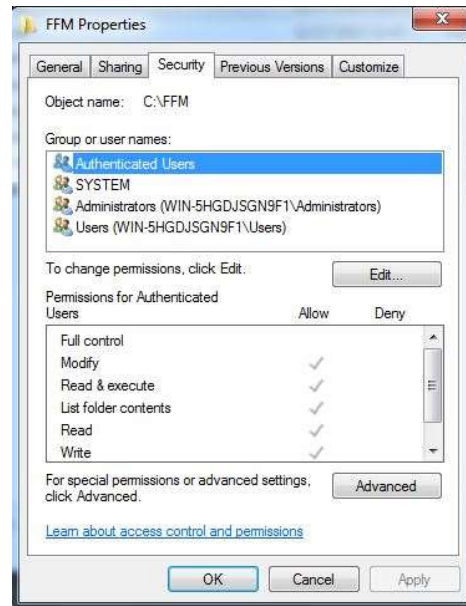 FFM Properties
General Sharing Security Previous Versions Customize
Object name: C:\FFM
Group or user names:
Authenticated Users
SYSTEM
Administrators (WIN-5HGDJSGN9F1\Administrators)
Users (WIN-5HGDJSGN9F1\Users)
To change permissions, click Edit.
Edit...
Permissions for Authenticated
Users Allow Deny
Full control
Modify
Read & execute
List folder contents
Read
Write
For special permissions or advanced settings,
click Advanced.
Advanced
Learn about access control and permissions
OK Cancel Apply